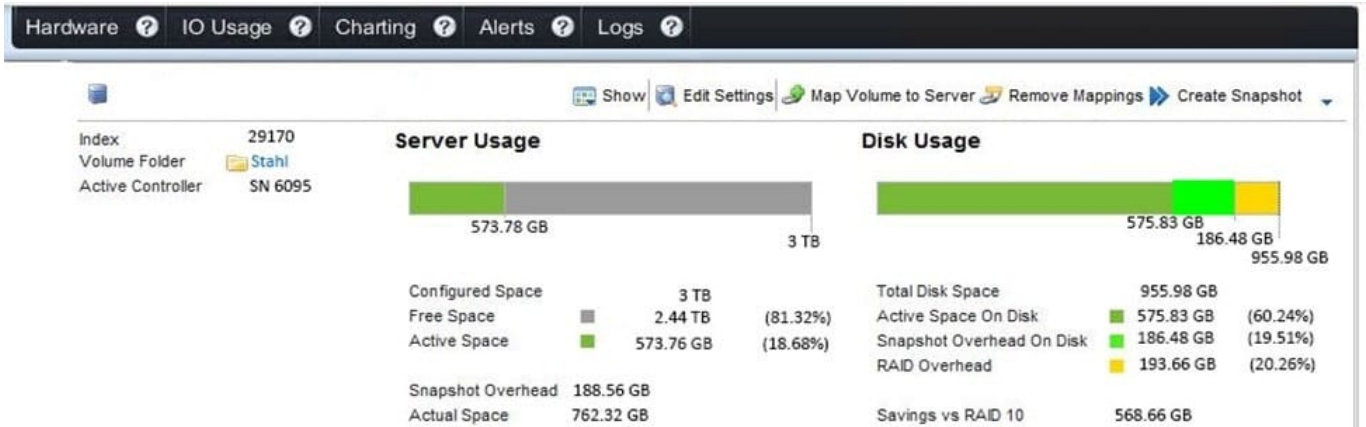 Hardware ? IO Usage ? Charting ? Alerts ? Logs ?
Show Edit Settings Map Volume to Server Remove Mappings Create Snapshot
Index 29170
Volume Folder Stahl
Active Controller SN 6095
Server Usage
573.78 GB
3 TB
Configured Space 3 TB
Free Space 2.44 TB (81.32%)
Active Space 573.76 GB (18.68%)
Snapshot Overhead 188.56 GB
Actual Space 762.32 GB
Disk Usage
575.83 GB
186.48 GB
955.98 GB
Total Disk Space 955.98 GB
Active Space On Disk 575.83 GB (60.24%)
Snapshot Overhead On Disk 186.48 GB (19.51%)
RAID Overhead 193.66 GB (20.26%)
Savings vs RAID 10 568.66 GB